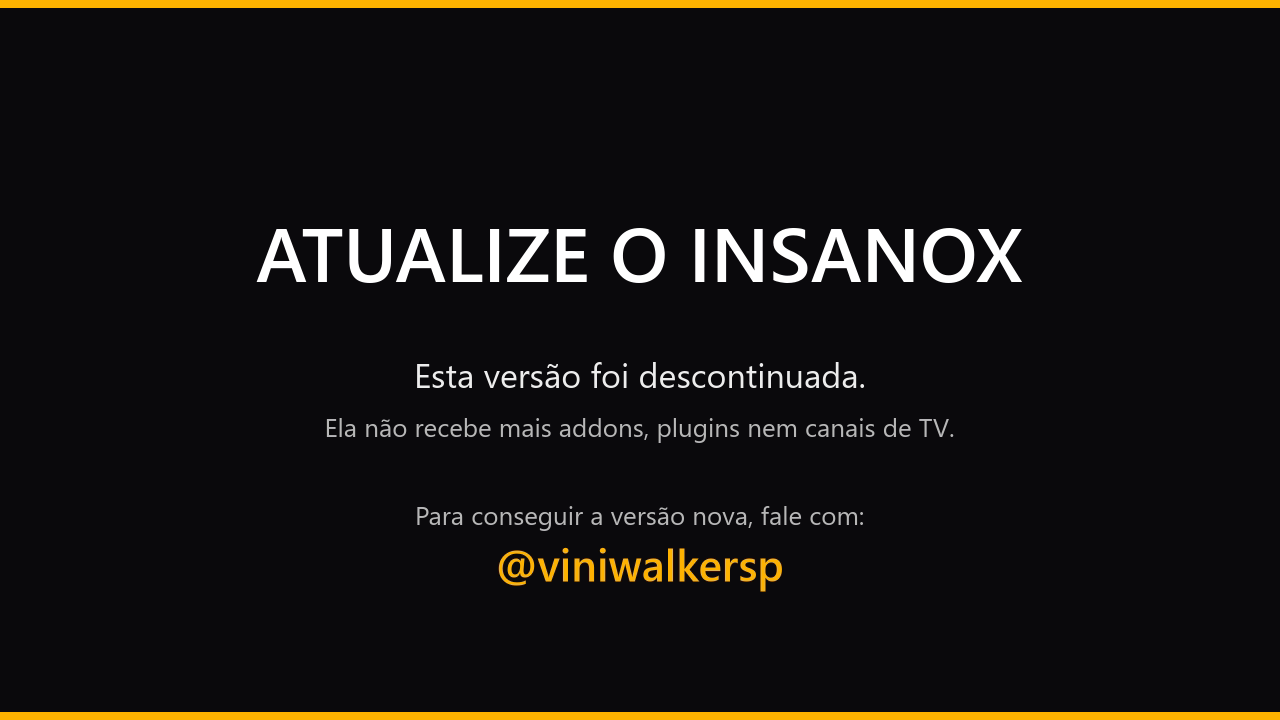 ATUALIZE O INSANOX
Esta versão foi descontinuada.
Ela não recebe mais addons, plugins nem canais de TV.
Para conseguir a versão nova, fale com:
@viniwalkersp